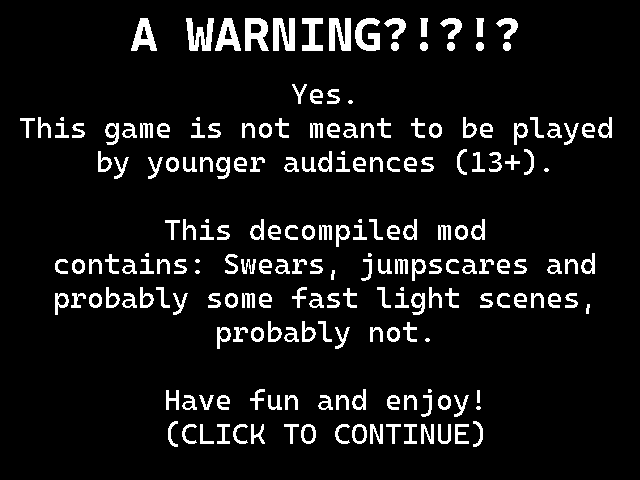 A WARNING?!?!?
Yes.
This game is not meant to be played
by younger audiences (13+).
This decompiled mod
contains: Swears, jumpscares and
probably some fast light scenes,
probably not.
Have fun and enjoy!
(CLICK TO CONTINUE)